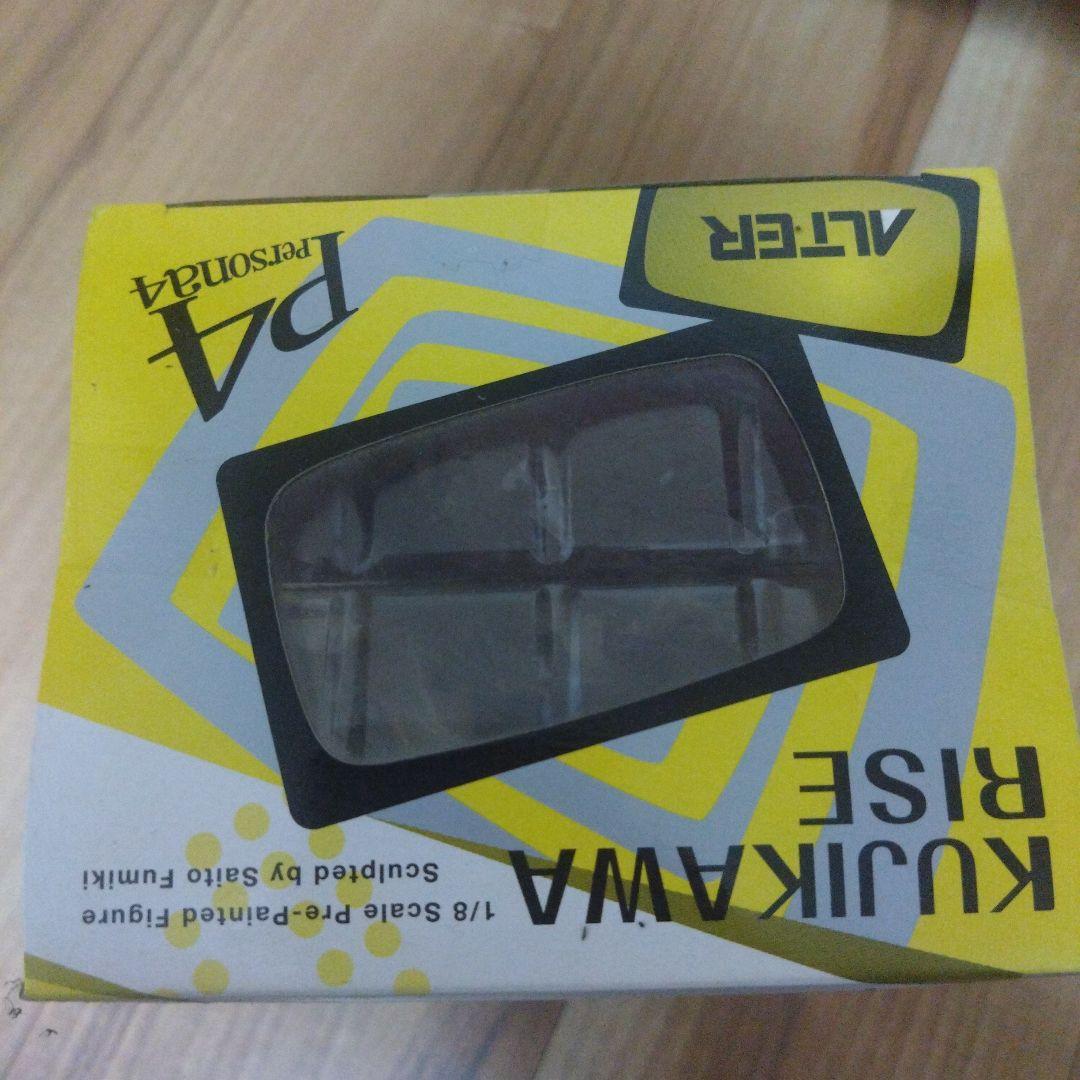 KUJIKAWA
RISE
1/8 Scale Pre-Painted Figure
Sculpted by Saito Fumiki
ALTER
P4
Persona4